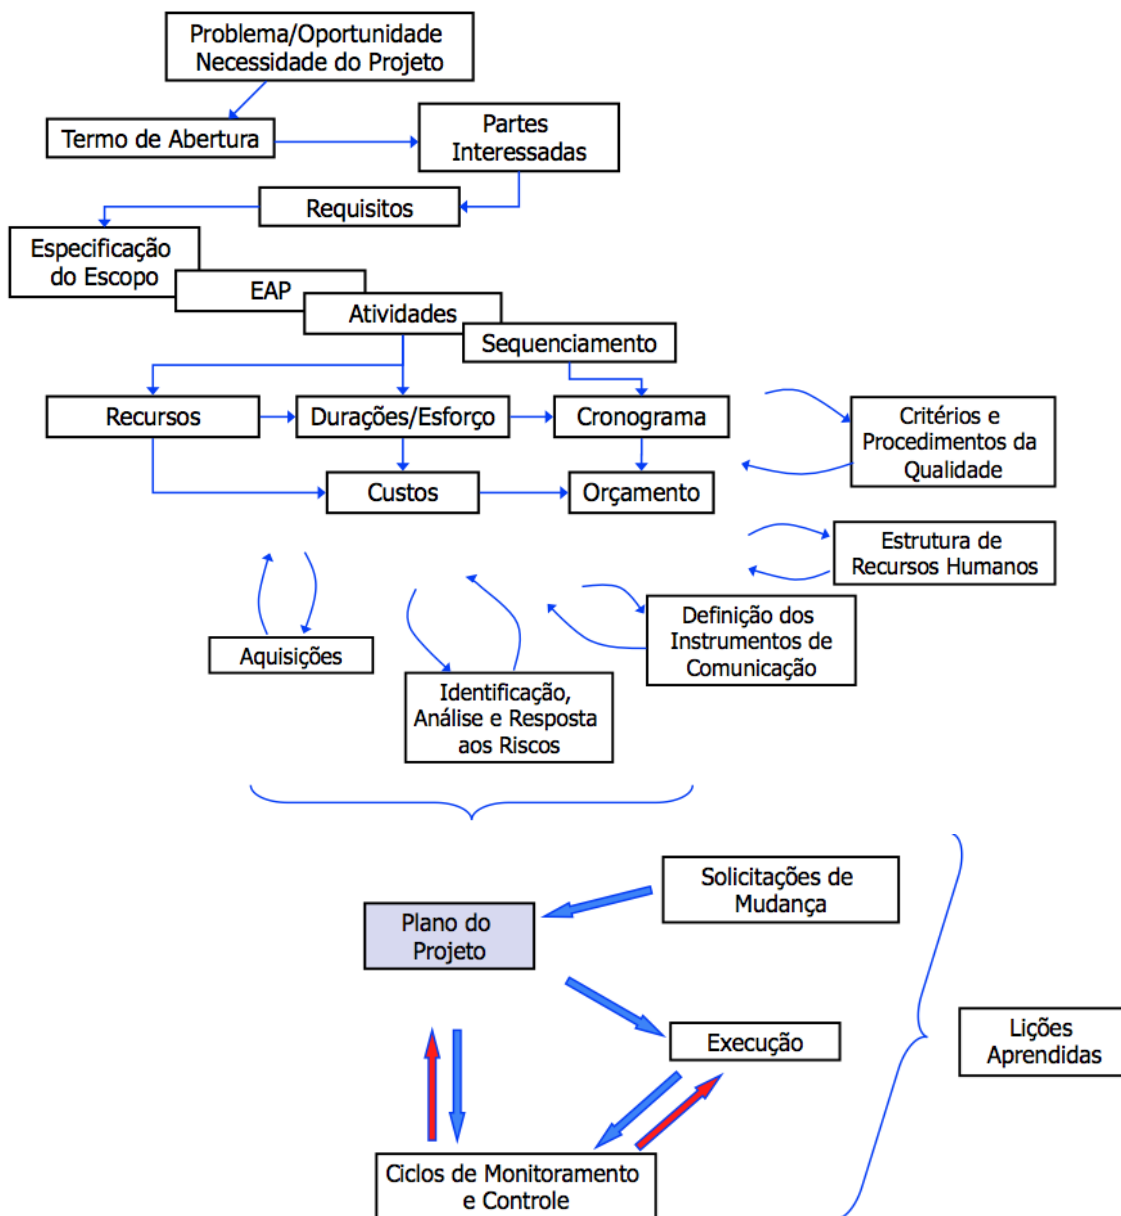 Problema/Oportunidade
Necessidade do Projeto
Termo de Abertura
Partes
Interessadas
Requisitos
Especificação
do Escopo
EAP
Atividades
Sequenciamento
Recursos
Durações/Esforço
Cronograma
Custos
Orçamento
Critérios e
Procedimentos da
Qualidade
Estrutura de
Recursos Humanos
Definição dos
Instrumentos de
Comunicação
Aquisições
Identificação,
Análise e Resposta
aos Riscos
Solicitações de
Mudança
Plano do
Projeto
Execução
Lições
Aprendidas
Ciclos de Monitoramento
e Controle